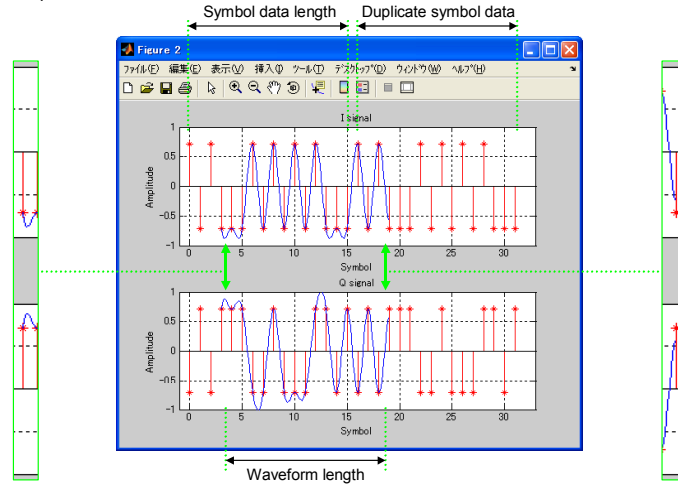 Symbol data length
Duplicate symbol data
Figure 2
ファイル(F) 編集(E) 表示(V) 挿入(I) ツール(T) デスクトップ(D) ウィンドウ(W) ヘルプ(H)
I signal
1
0.5
0
-0.5
-1
Amplitude
0 5 10 15 20 25 30
Symbol
Q signal
1
0.5
0
-0.5
-1
Amplitude
0 5 10 15 20 25 30
Symbol
Waveform length